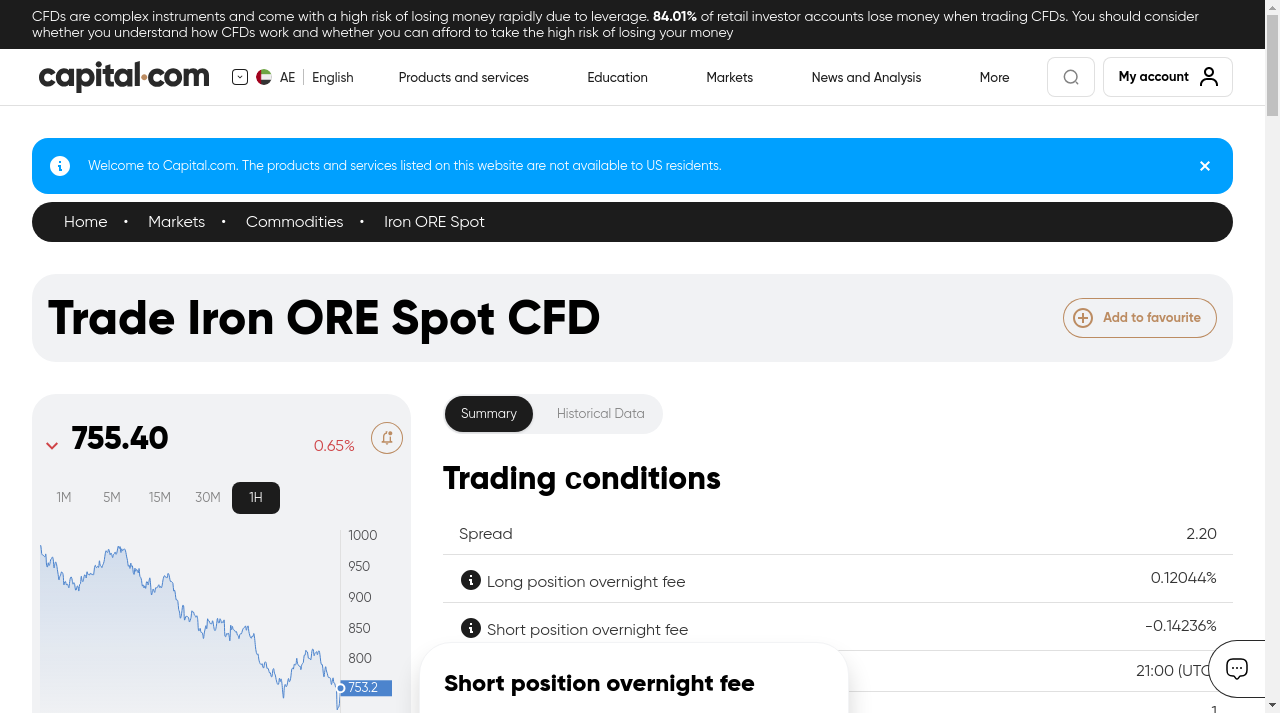 CFDs are complex instruments and come with a high risk of losing money rapidly due to leverage. 84.01% of retail investor accounts lose money when trading CFDs. You should consider
whether you understand how CFDs work and whether you can afford to take the high risk of losing your money
capital.com
AE
English
Products and services
Education
Markets
News and Analysis
More
My account
Welcome to Capital.com. The products and services listed on this website are not available to US residents.
Home • Markets • Commodities • Iron ORE Spot
Trade Iron ORE Spot CFD
Add to favourite
755.40
0.65%
1M
5M
15M
30M
1H
1000
950
900
850
800
753.2
Summary
Historical Data
Trading conditions
Spread
2.20
Long position overnight fee
0.12044%
Short position overnight fee
-0.14236%
21:00 (UTC
Short position overnight fee
1